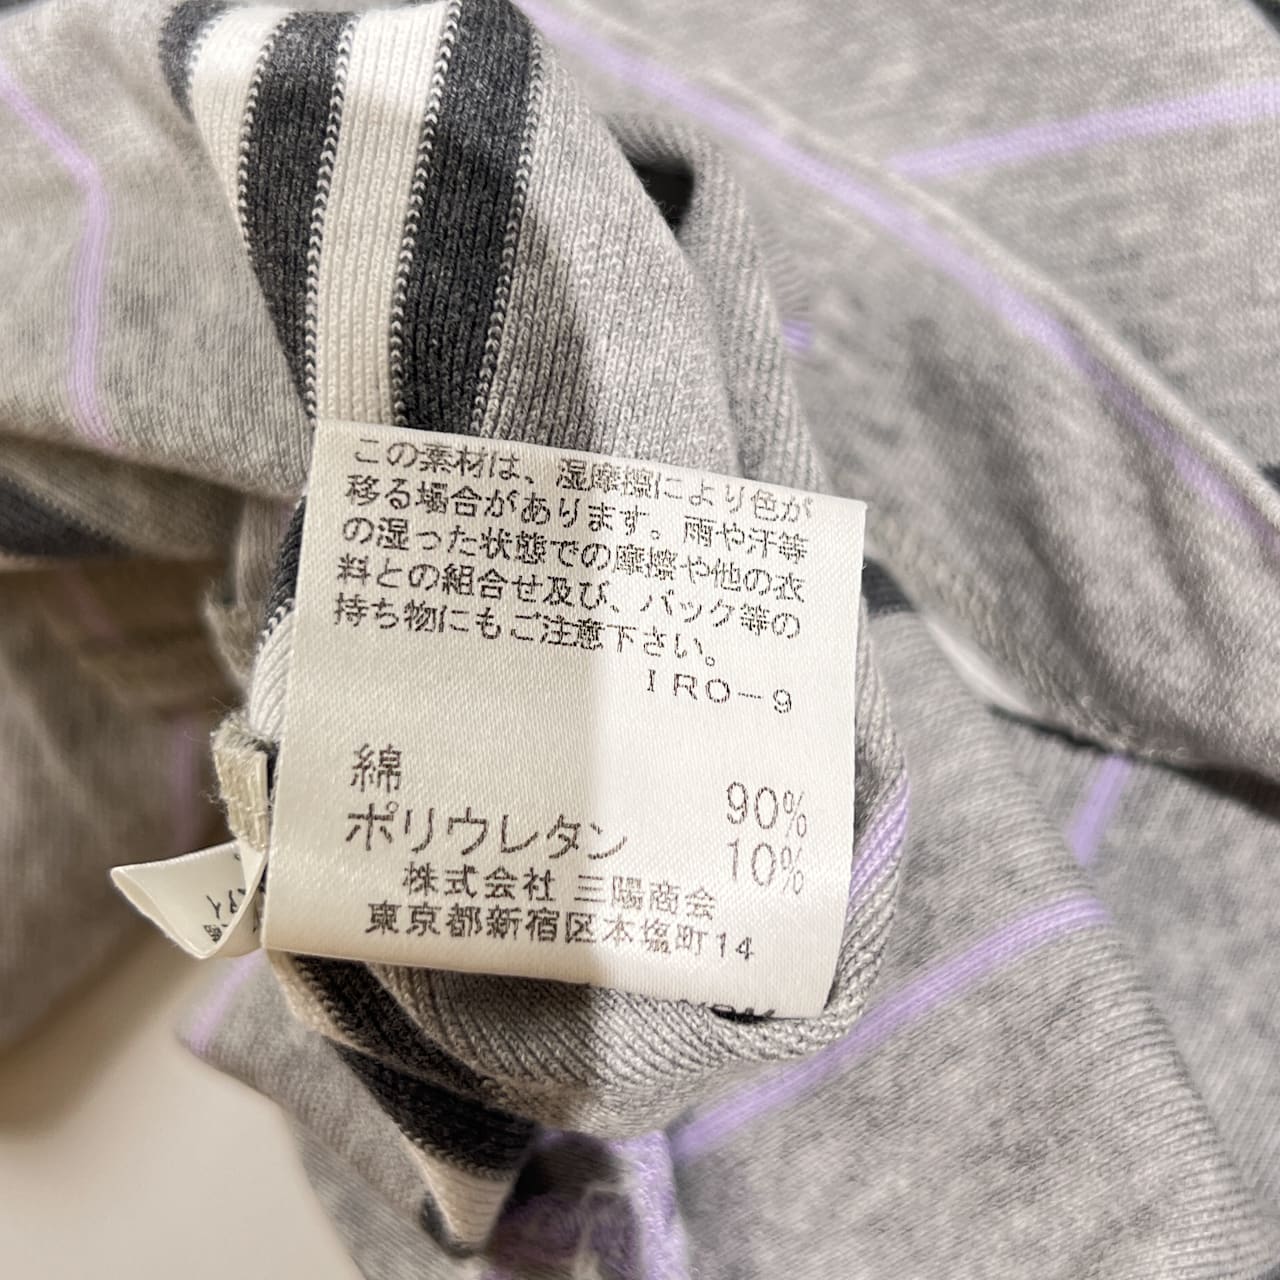 この素材は、湿摩擦により色が
移る場合があります。雨や汗等
の湿った状態での摩擦や他の衣
料との組合せ及び、バック等の
持ち物にもご注意下さい。
IRO-9
綿 90%
ポリウレタン 10%
株式会社 三陽商会
東京都新宿区本塩町14